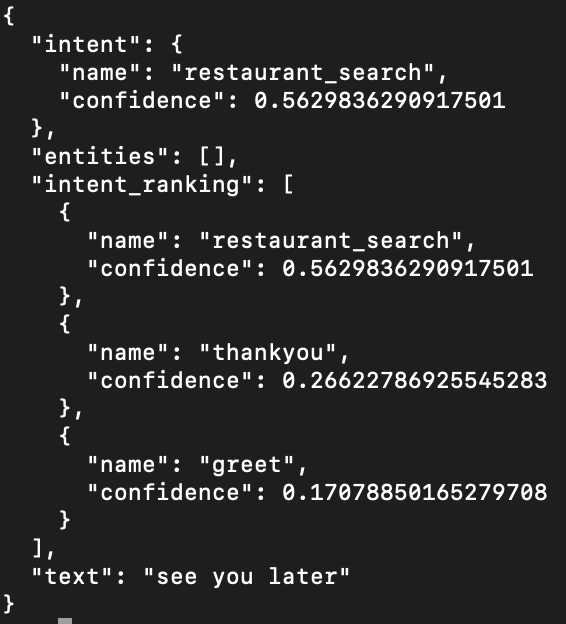 {
  "intent": {
    "name": "restaurant_search",
    "confidence": 0.5629836290917501
  },
  "entities": [],
  "intent_ranking": [
    {
      "name": "restaurant_search",
      "confidence": 0.5629836290917501
    },
    {
      "name": "thankyou",
      "confidence": 0.26622786925545283
    },
    {
      "name": "greet",
      "confidence": 0.17078850165279708
    }
  ],
  "text": "see you later"
}